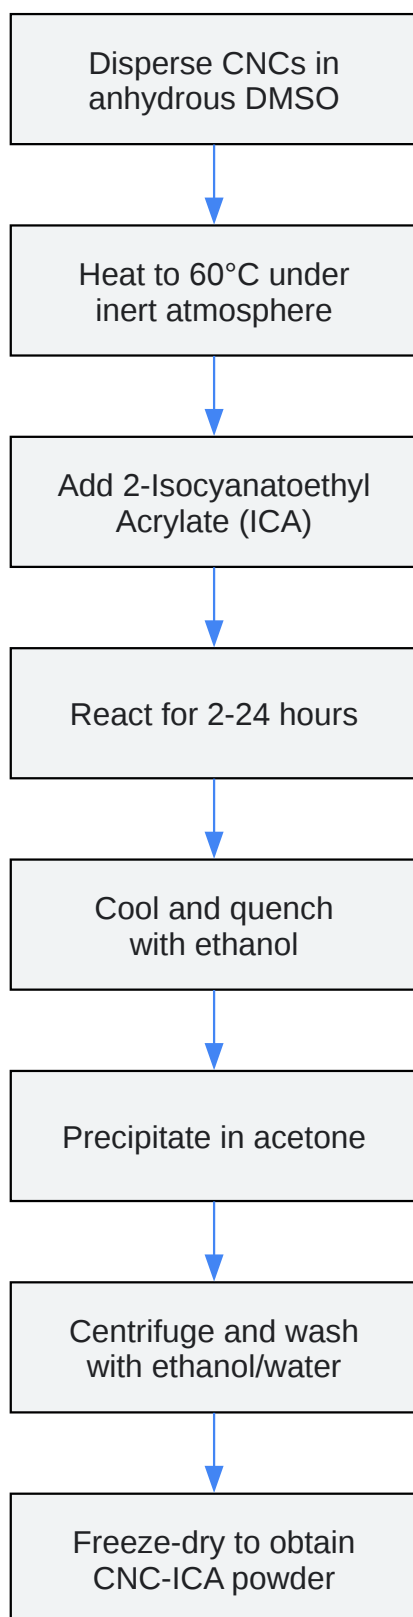 Disperse CNCs in
anhydrous DMSO
Heat to 60°C under
inert atmosphere
Add 2-Isocyanatoethyl
Acrylate (ICA)
React for 2-24 hours
Cool and quench
with ethanol
Precipitate in acetone
Centrifuge and wash
with ethanol/water
Freeze-dry to obtain
CNC-ICA powder